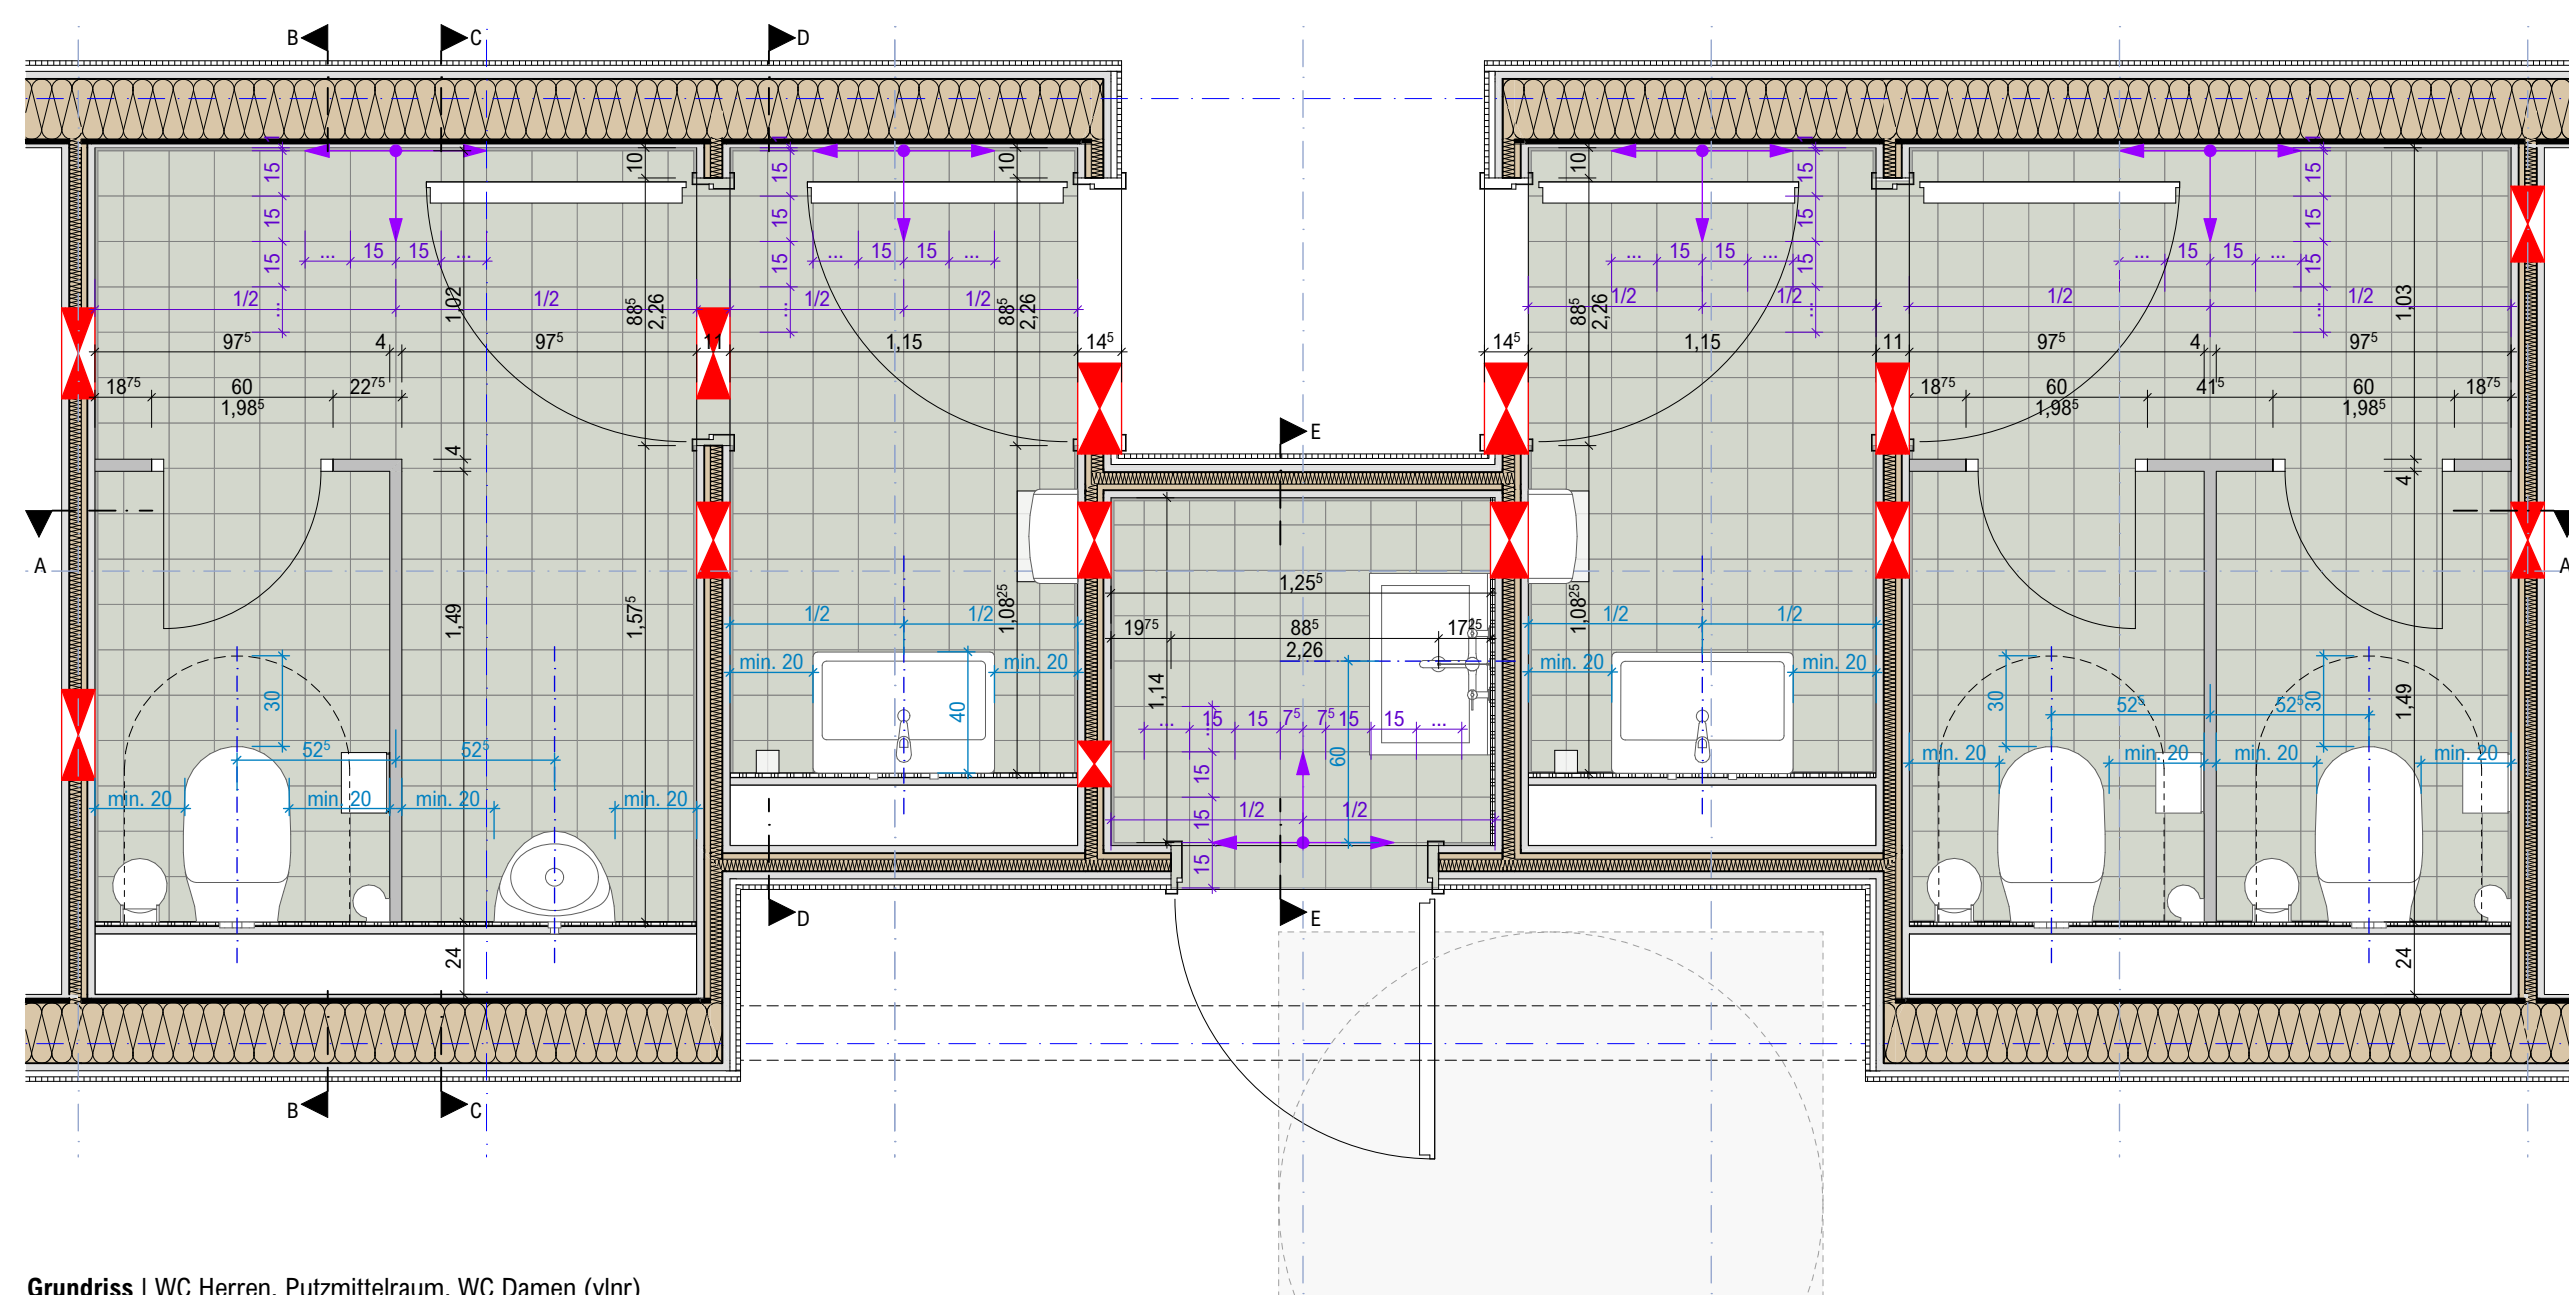 B C D
15 10 15 10 10 15 15
15 15 15 15
... 15 15 ... ... 15 15 ... ... 15 15 ... ... 15 15 ...
15 15 15 15
1/2 1/2 1/2 1/2 1/2 1/2 1/2 1/2
... 1,02 88⁵ 2,26 ... 88⁵ 2,26 88⁵ 2,26 ... ... 1,03
97⁵ 4 97⁵ 11 1,15 14⁵ 14⁵ 1,15 11 97⁵ 4 97⁵
18⁷⁵ 60 22⁷⁵ 18⁷⁵ 60 41⁵ 60 18⁷⁵
1,98⁵ 1,98⁵ 1,98⁵
E
4 4
A A
1,49 1,57⁵ 1,08²⁵ 1,25⁵ 1,08²⁵
1/2 1/2 1/2 1/2
19⁷⁵ 88⁵ 17²⁵
2,26
min. 20 min. 20 min. 20 min. 20
30 40 1,14 30 30 1,49
52⁵ 52⁵
... 15 15 7⁵ 7⁵ 15 15 ...
...
52⁵ 52⁵
60
15
min. 20 min. 20 min. 20 min. 20
min. 20 min. 20 min. 20 min. 20
1/2 1/2
15
15
D E
24 24
B C
Grundriss | WC Herren, Putzmittelraum, WC Damen (vlnr)